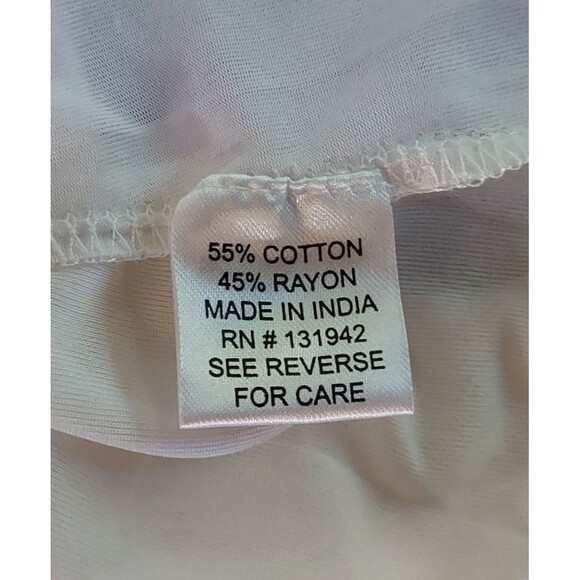 55% COTTON
45% RAYON
MADE IN INDIA
RN # 131942
SEE REVERSE
FOR CARE